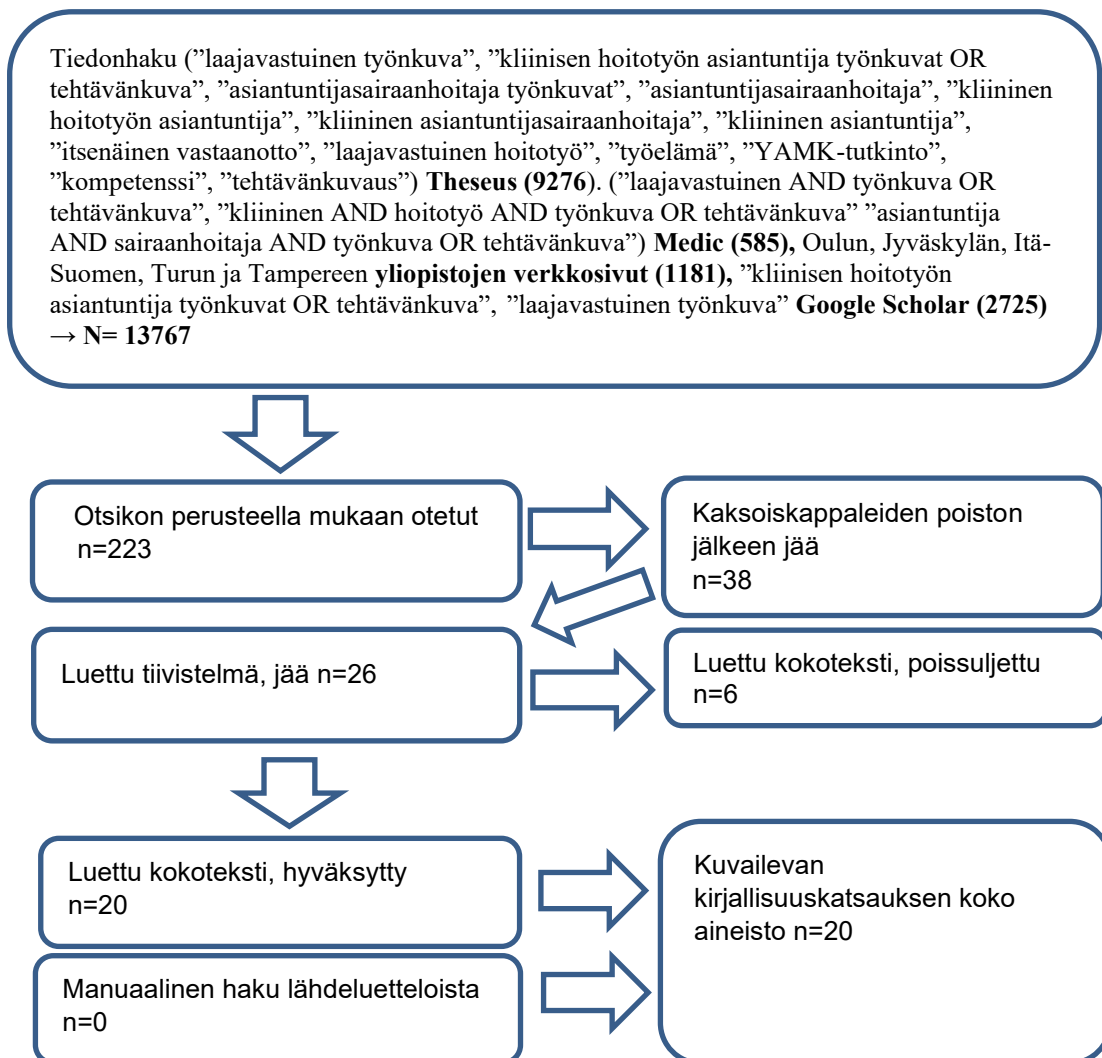 Tiedonhaku (”laajavastuinen työnkuva”, ”kliinisen hoitotyön asiantuntija työnkuvat OR
tehtävänkuva”, ”asiantuntijasairaanhoitaja työnkuvat”, ”asiantuntijasairaanhoitaja”, ”kliininen
hoitotyön asiantuntija”, ”kliininen asiantuntijasairaanhoitaja”, ”kliininen asiantuntija”,
”itsenäinen vastaanotto”, ”laajavastuinen hoitotyö”, ”työelämä”, ”YAMK-tutkinto”,
”kompetenssi”, ”tehtävänkuvaus”) Theseus (9276). (”laajavastuinen AND työnkuva OR
tehtävänkuva”, ”kliininen AND hoitotyö AND työnkuva OR tehtävänkuva” ”asiantuntija
AND sairaanhoitaja AND työnkuva OR tehtävänkuva”) Medic (585), Oulun, Jyväskylän, Itä-
Suomen, Turun ja Tampereen yliopistojen verkkosivut (1181), ”kliinisen hoitotyön
asiantuntija työnkuvat OR tehtävänkuva”, ”laajavastuinen työnkuva” Google Scholar (2725)
→ N= 13767
Otsikon perusteella mukaan otetut
n=223
Kaksoiskappaleiden poiston
jälkeen jää
n=38
Luettu tiivistelmä, jää n=26
Luettu kokoteksti, poissuljettu
n=6
Luettu kokoteksti, hyväksytty
n=20
Kuvailevan
kirjallisuuskatsauksen koko
aineisto n=20
Manuaalinen haku lähdeluetteloista
n=0